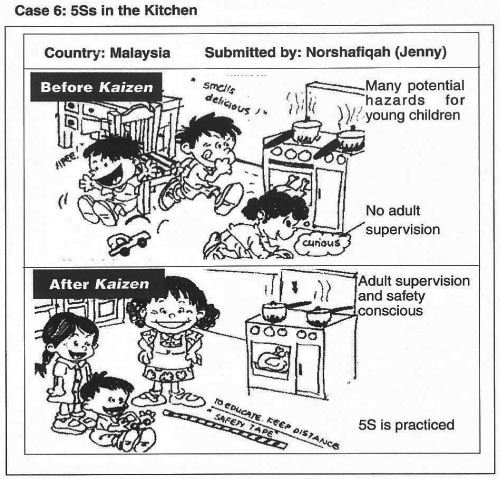 Case 6: 5Ss in the Kitchen
Country: Malaysia Submitted by: Norshafiqah (Jenny)
Before Kaizen
smells
delicious !
Many potential
hazards for
young children
No adult
supervision
curious
After Kaizen
Adult supervision
and safety
conscious
TO EDUCATE KEEP DISTANCE
"SAFETY TAPE"
5S is practiced